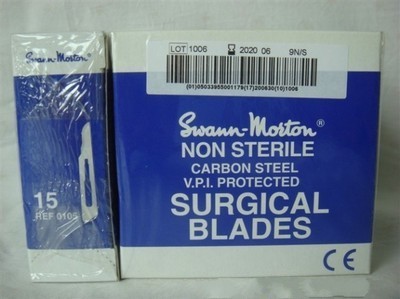 Swann-Morton®
15
REF 0105
LOT 1006 2020 06 9N/S
(01)05033955001179(17)200630(10)1006
Swann-Morton®
NON STERILE
CARBON STEEL
V.P.I. PROTECTED
SURGICAL
BLADES
CE